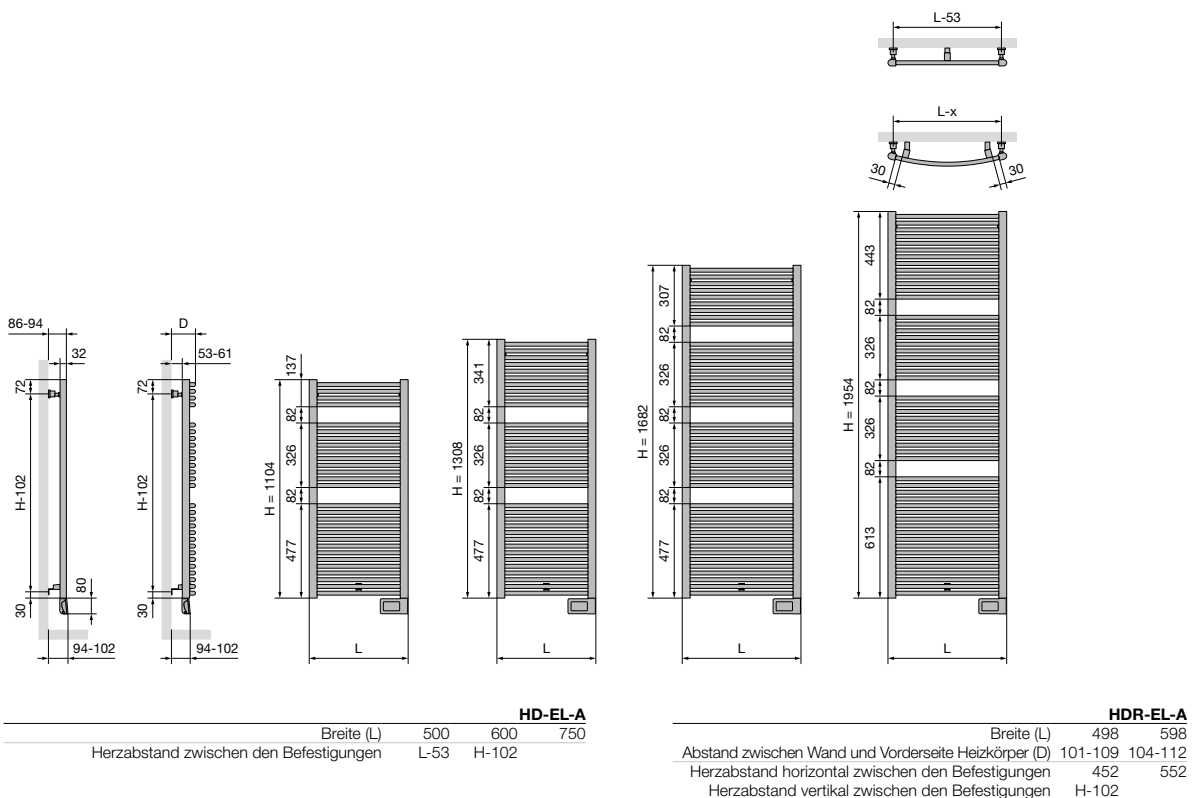 L-53
L-x
30
30
86-94
32
72
H-102
80
30
94-102
D
53-61
72
H-102
30
94-102
H = 1104
137
82
326
82
477
L
H = 1308
341
82
326
82
477
L
H = 1682
307
82
326
82
326
82
477
L
H = 1954
443
82
326
82
326
82
613
L
HD-EL-A
Breite (L) 500 600 750
Herzabstand zwischen den Befestigungen L-53 H-102
HDR-EL-A
Breite (L) 498 598
Abstand zwischen Wand und Vorderseite Heizkörper (D) 101-109 104-112
Herzabstand horizontal zwischen den Befestigungen 452 552
Herzabstand vertikal zwischen den Befestigungen H-102